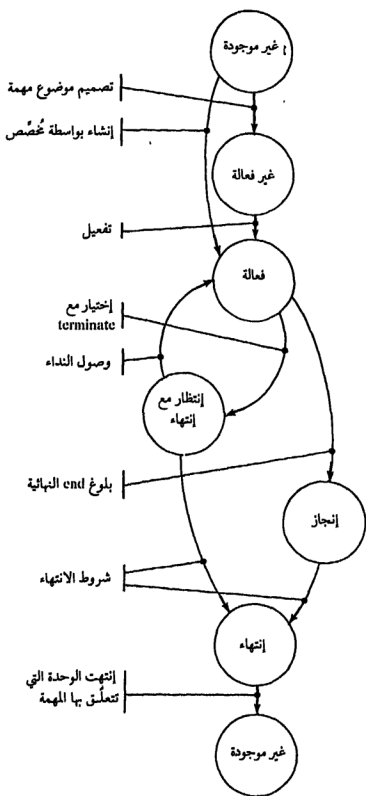 غير موجودة
تصميم موضوع مهمة
إنشاء بواسطة مُخصِّص
غير فعالة
تفعيل
فعالة
إختيار مع
terminate
وصول النداء
إنتظار مع
إنتهاء
بلوغ end النهائية
إنجاز
شروط الانتهاء
إنتهاء
إنتهت الوحدة التي
تتعلّق بها المهمة
غير موجودة